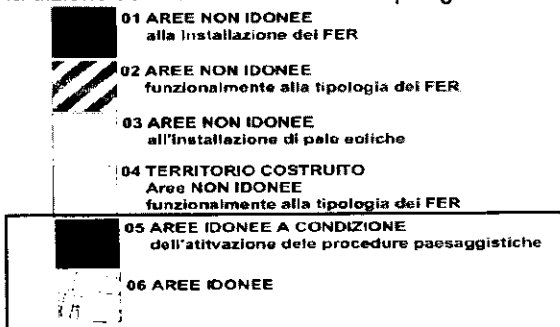 01 AREE NON IDONEE
alla Installazione dei FER
02 AREE NON IDONEE
funzionalmente alla tipologia dei FER
03 AREE NON IDONEE
all'installazione di pale eoliche
04 TERRITORIO COSTRUITO
Aree NON IDONEE
funzionalmente alla tipologia dei FER
05 AREE IDONEE A CONDIZIONE
dell'atitvazione dele procedure paesaggistiche
06 AREE IDONEE